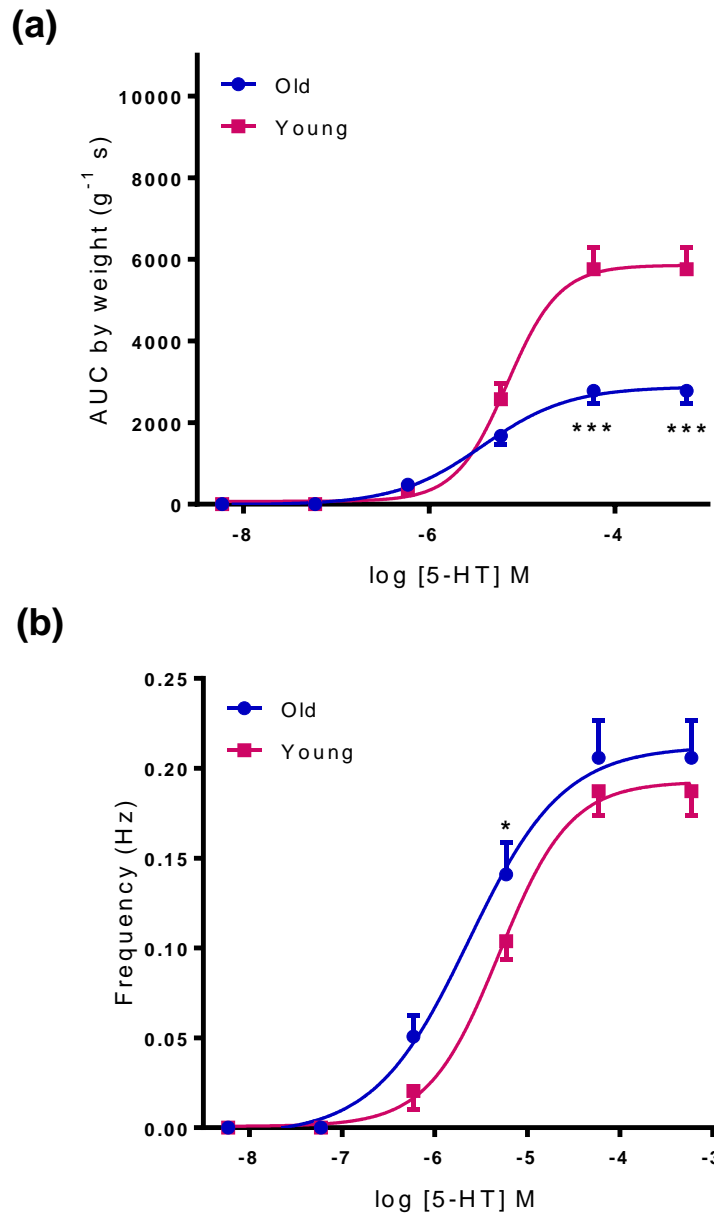 (a)
Old
Young
10000
8000
6000
4000
2000
0
AUC by weight (g⁻¹ s)
***
***
-8
-6
-4
log [5-HT] M
(b)
Old
Young
0.25
0.20
0.15
0.10
0.05
0.00
Frequency (Hz)
*
-8
-7
-6
-5
-4
log [5-HT] M